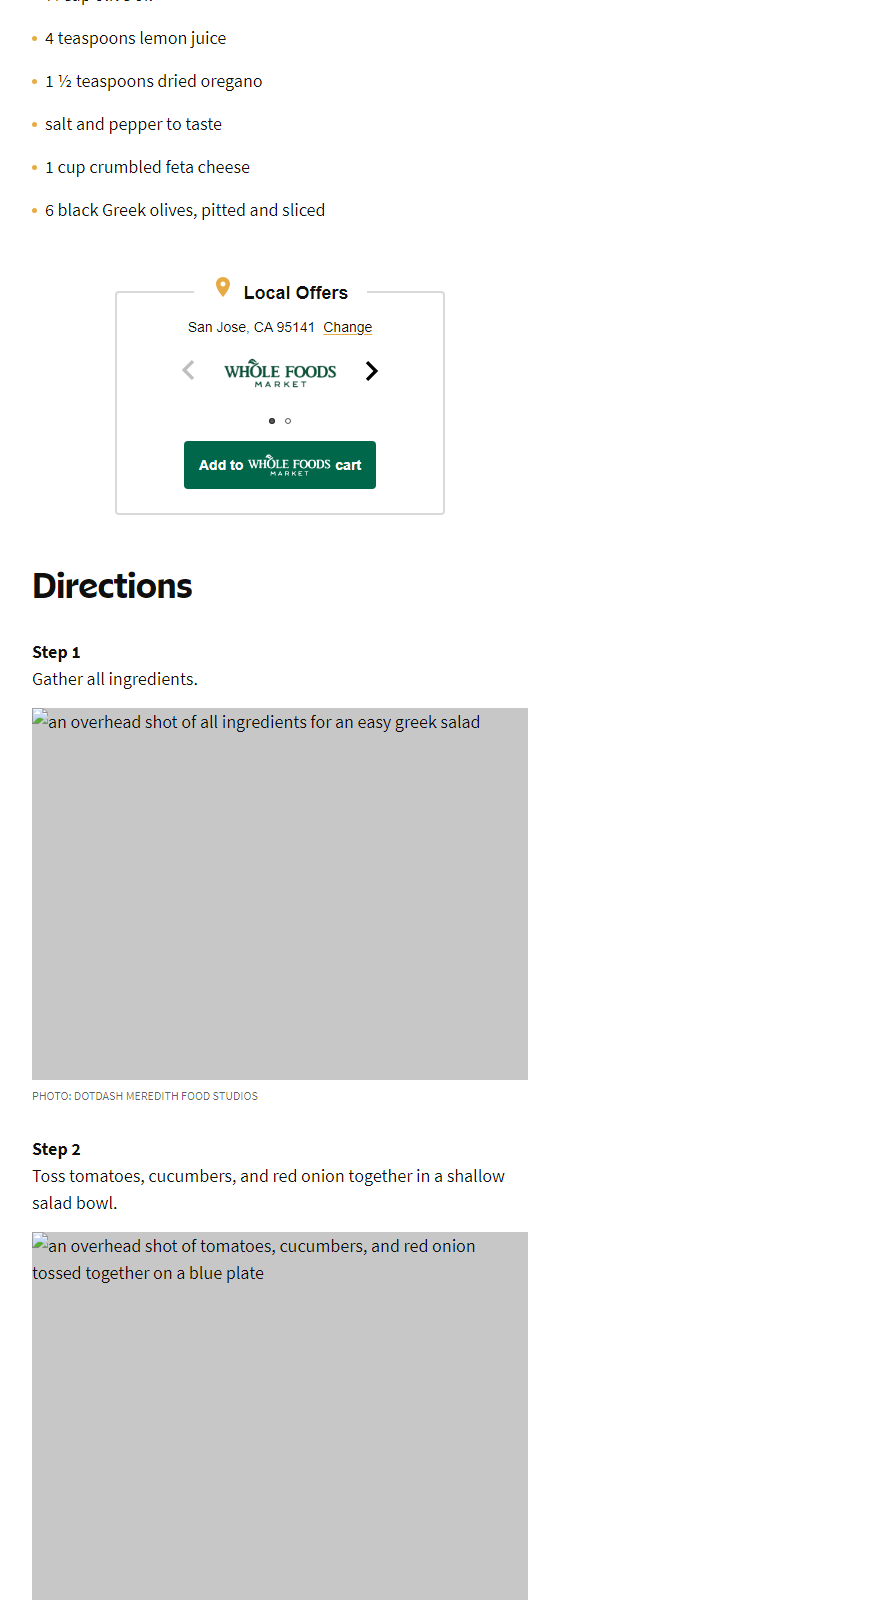 4 teaspoons lemon juice
1 ½ teaspoons dried oregano
salt and pepper to taste
1 cup crumbled feta cheese
6 black Greek olives, pitted and sliced
Local Offers
San Jose, CA 95141 Change
WHOLE FOODS
MARKET
Add to WHOLE FOODS MARKET cart
Directions
Step 1
Gather all ingredients.
an overhead shot of all ingredients for an easy greek salad
PHOTO: DOTDASH MEREDITH FOOD STUDIOS
Step 2
Toss tomatoes, cucumbers, and red onion together in a shallow
salad bowl.
an overhead shot of tomatoes, cucumbers, and red onion
tossed together on a blue plate